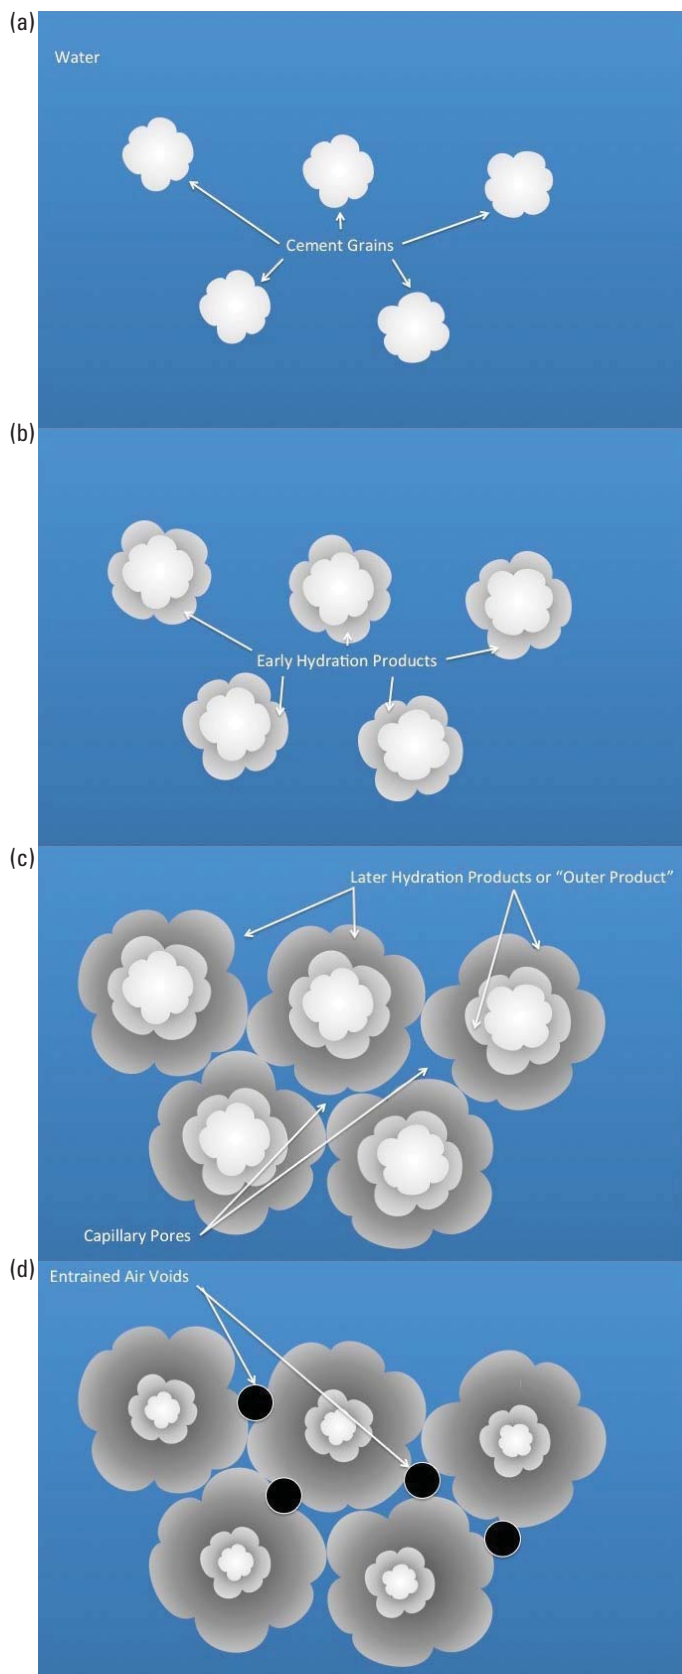 (a)
Water
Cement Grains
(b)
Early Hydration Products
(c)
Later Hydration Products or “Outer Product”
Capillary Pores
(d)
Entrained Air Voids